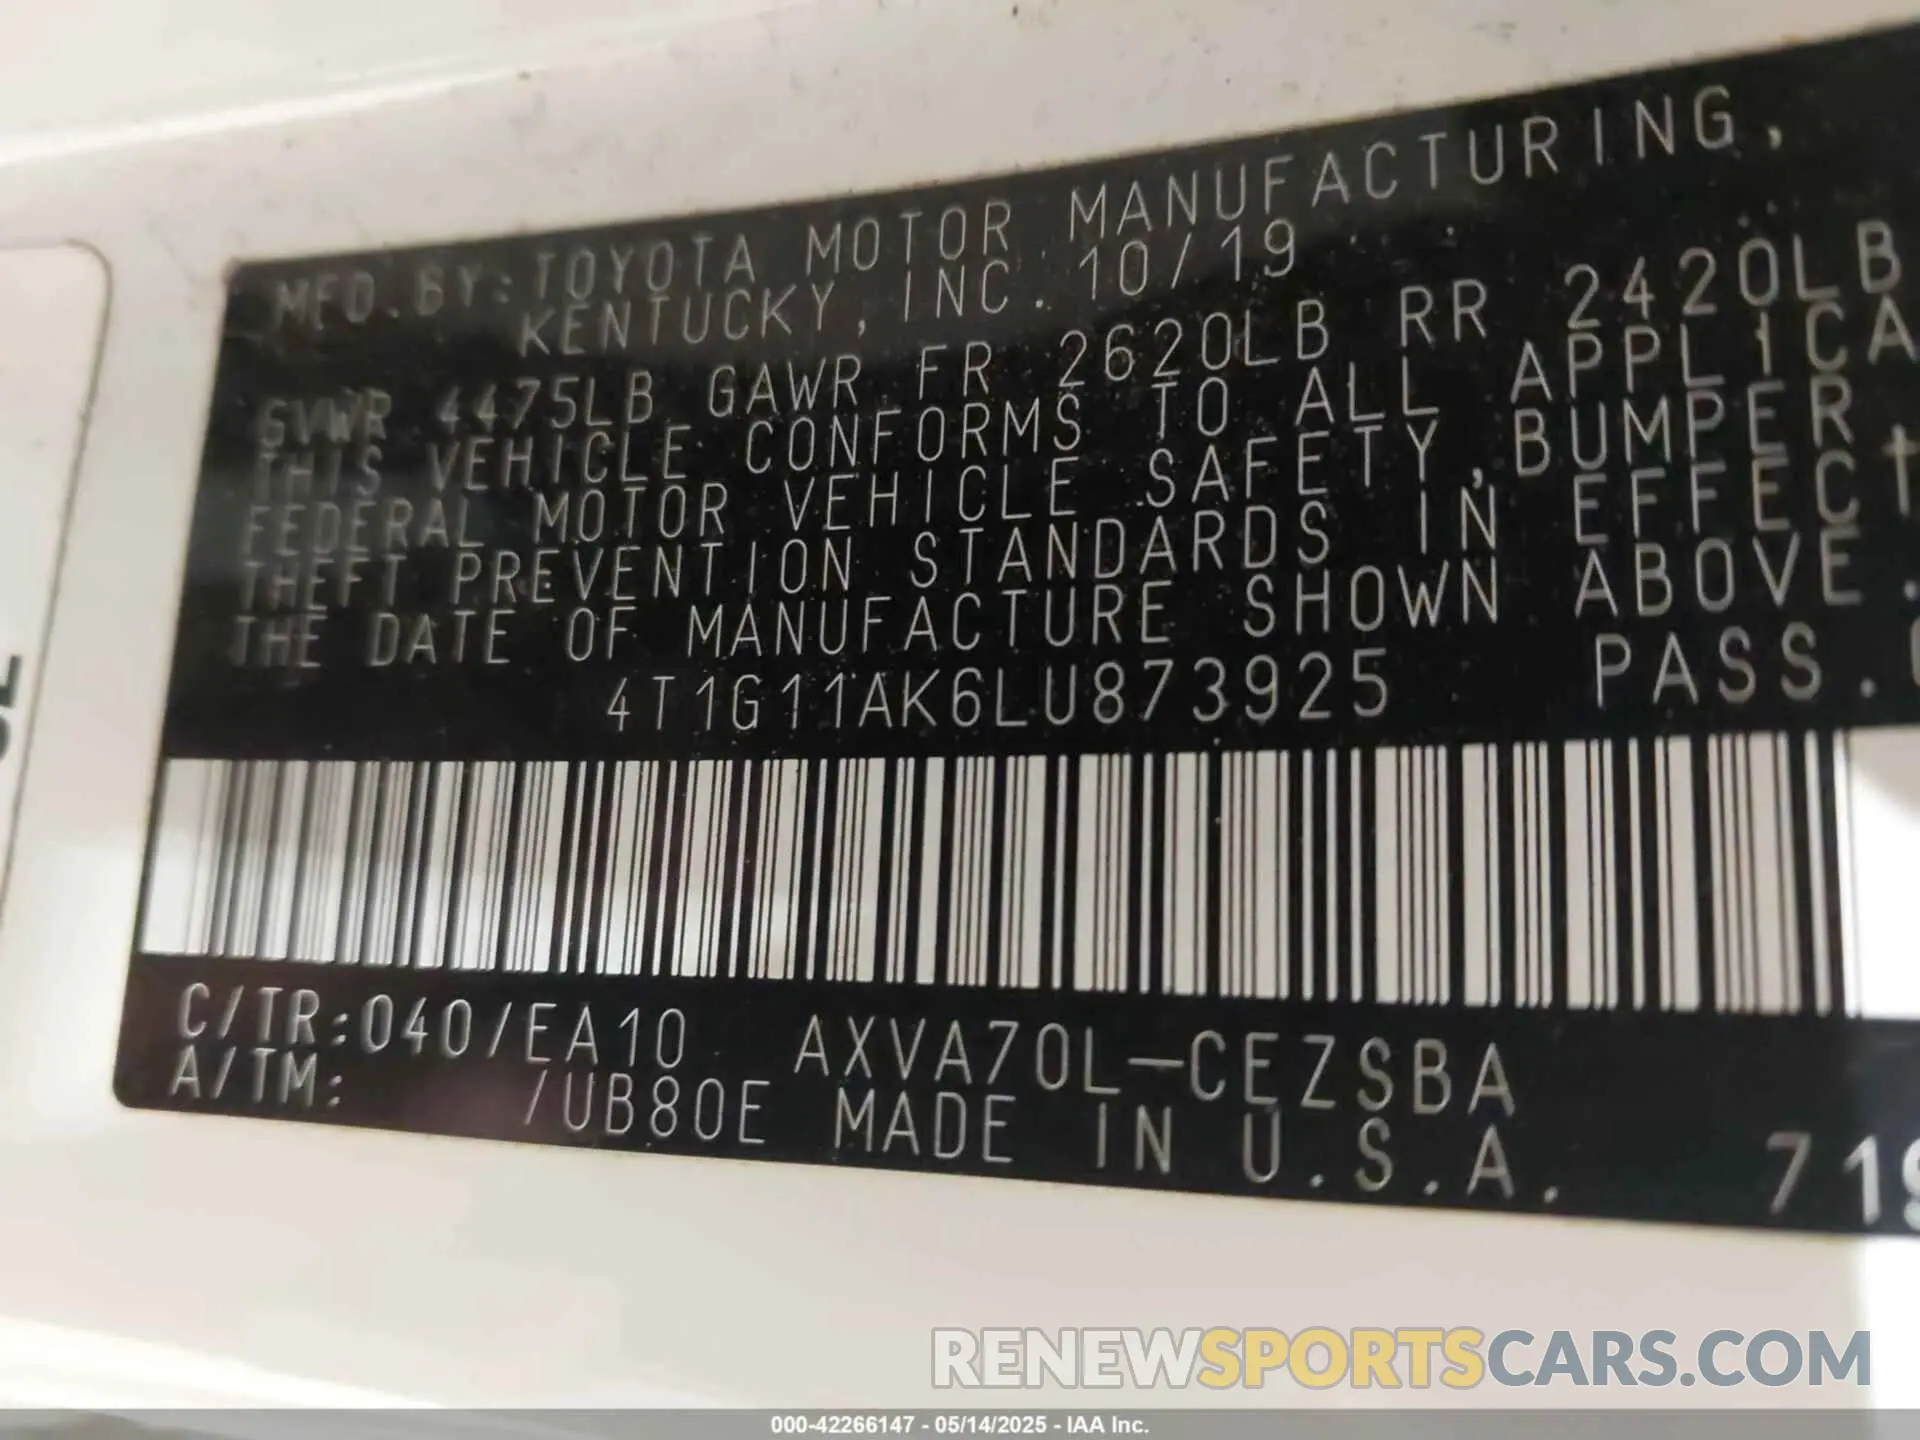 MFD. BY: TOYOTA MOTOR MANUFACTURING,
KENTUCKY, INC. 10/19
GVWR 4475LB GAWR FR 2620LB RR 2420LB
THIS VEHICLE CONFORMS TO ALL APPLICA
FEDERAL MOTOR VEHICLE SAFETY, BUMPER,
THEFT PREVENTION STANDARDS IN EFFECT
THE DATE OF MANUFACTURE SHOWN ABOVE.
4T1G11AK6LU873925 PASS.
C/TR:040/EA10 AXVA70L-CEZSBA
A/TM: /UB80E MADE IN U.S.A.
719
RENEWSPORTSCARS.COM
000-42266147 - 05/14/2025 - IAA Inc.